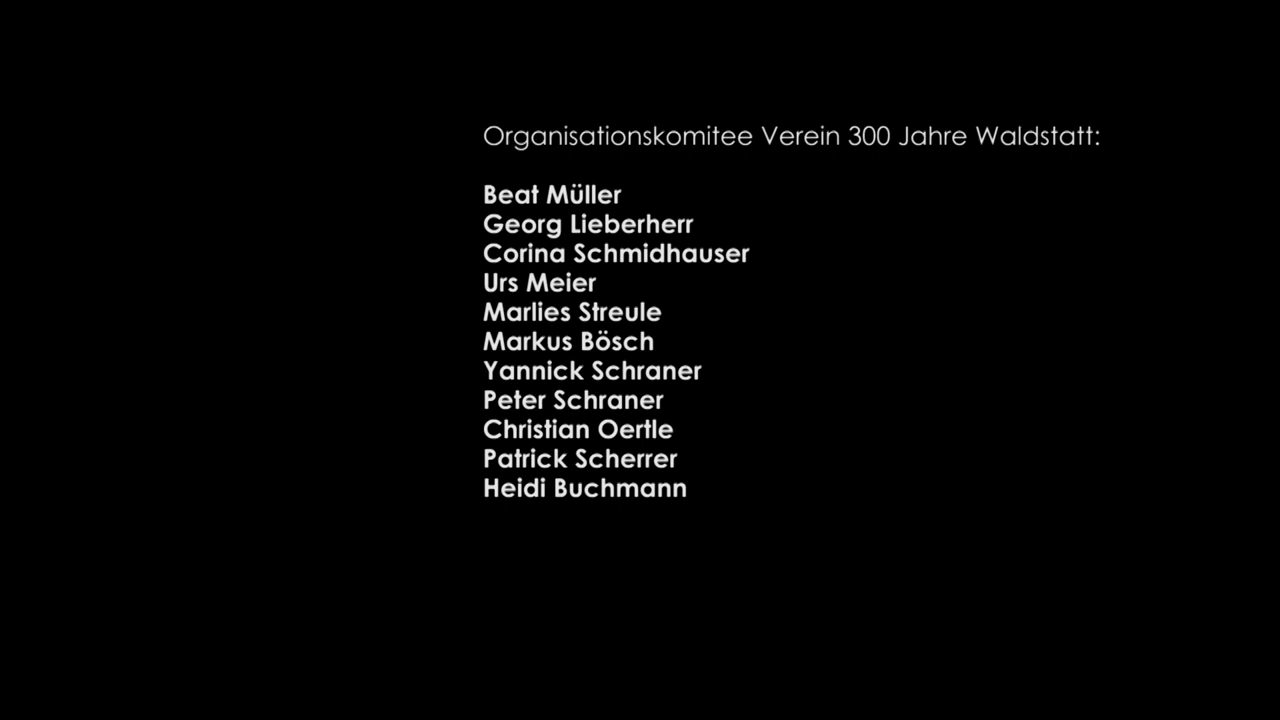 Organisationskomitee Verein 300 Jahre Waldstatt:
Beat Müller
Georg Lieberherr
Corina Schmidhauser
Urs Meier
Marlies Streule
Markus Bösch
Yannick Schraner
Peter Schraner
Christian Oertle
Patrick Scherrer
Heidi Buchmann